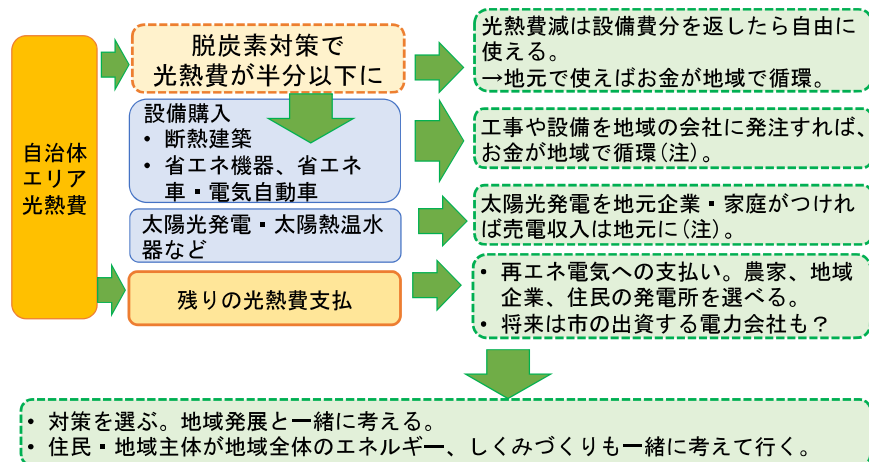 自治体
エリア
光熱費
脱炭素対策で
光熱費が半分以下に
光熱費減は設備費分を返したら自由に
使える。
→地元で使えばお金が地域で循環。
設備購入
• 断熱建築
• 省エネ機器、省エネ
車・電気自動車
工事や設備を地域の会社に発注すれば、
お金が地域で循環(注)。
太陽光発電・太陽熱温水
器など
太陽光発電を地元企業・家庭がつけれ
ば売電収入は地元に(注)。
残りの光熱費支払
• 再エネ電気への支払い。農家、地域
企業、住民の発電所を選べる。
• 将来は市の出資する電力会社も？
• 対策を選ぶ。地域発展と一緒に考える。
• 住民・地域主体が地域全体のエネルギー、しくみづくりも一緒に考えて行く。